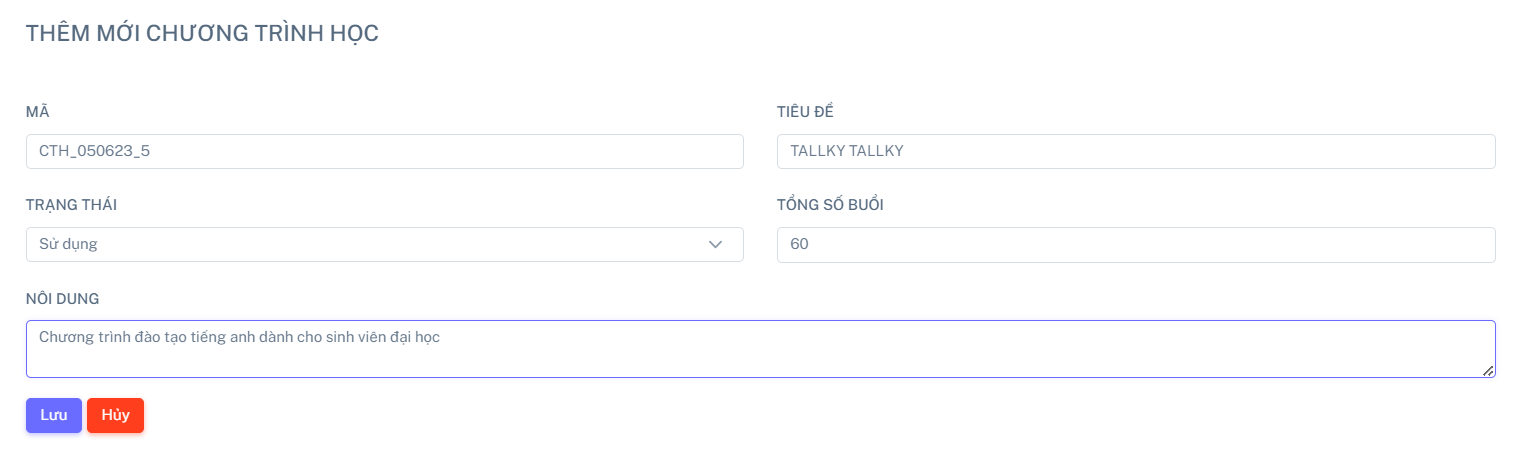 THÊM MỚI CHƯƠNG TRÌNH HỌC
MÃ
TIÊU ĐỀ
CTH_050623_5
TALLKY TALLKY
TRẠNG THÁI
TỔNG SỐ BUỔI
Sử dụng
60
NÔI DUNG
Chương trình đào tạo tiếng anh dành cho sinh viên đại học
Lưu
Hủy